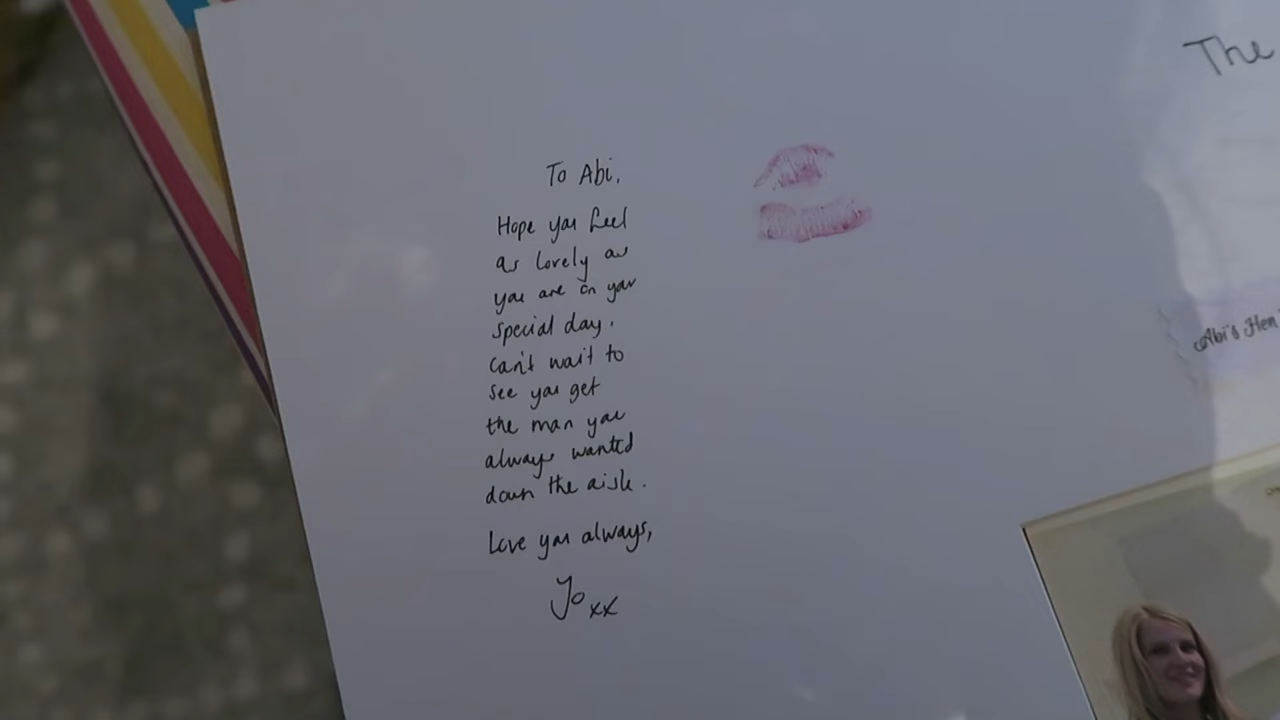 To Abi,
Hope you feel
as lovely as
you are on your
special day.
Can't wait to
see you get
the man you
always wanted
down the aisle.
Love you always,
Jo xx
The
Abi's Hen